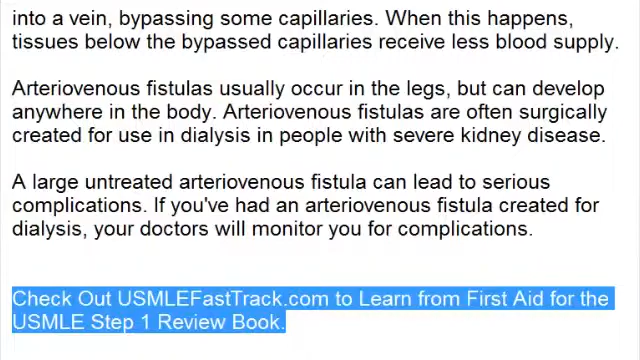 into a vein, bypassing some capillaries. When this happens,
tissues below the bypassed capillaries receive less blood supply.
Arteriovenous fistulas usually occur in the legs, but can develop
anywhere in the body. Arteriovenous fistulas are often surgically
created for use in dialysis in people with severe kidney disease.
A large untreated arteriovenous fistula can lead to serious
complications. If you've had an arteriovenous fistula created for
dialysis, your doctors will monitor you for complications.
Check Out USMLEFastTrack.com to Learn from First Aid for the
USMLE Step 1 Review Book.